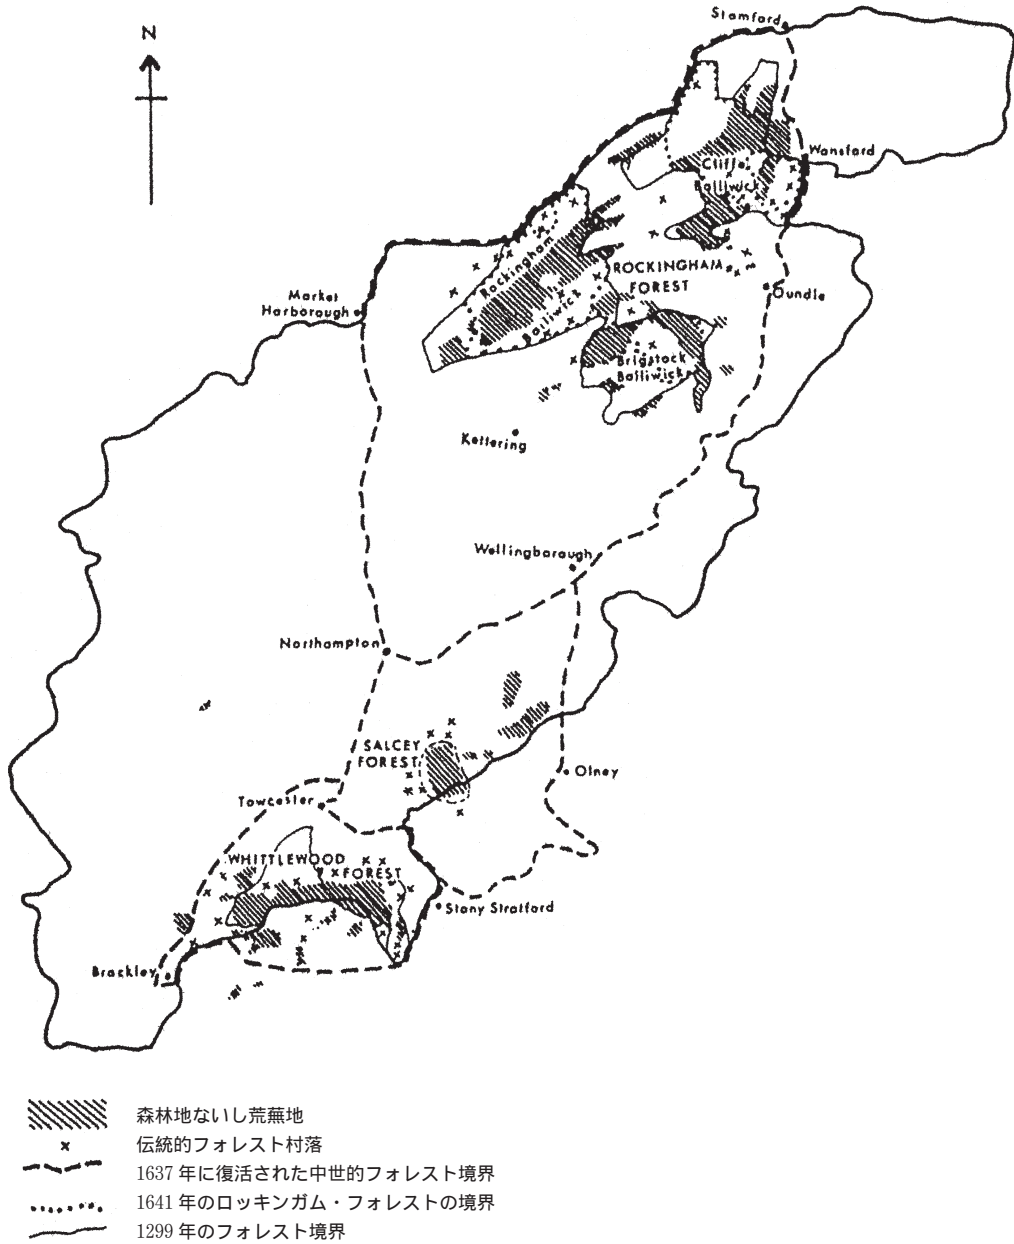 Stamford
N
Wansford
Cliffe
Bailiwick
Rockingham
Bailiwick
ROCKINGHAM
FOREST
Oundle
Market
Harborough
Brigstock
Bailiwick
Kettering
Wellingborough
Northampton
SALCEY
FOREST
Olney
Towcester
WHITTLEWOOD
FOREST
Stony Stratford
Brackley
森林地ないし荒蕪地
伝統的フォレスト村落
1637 年に復活された中世的フォレスト境界
1641 年のロッキンガム・フォレストの境界
1299 年のフォレスト境界